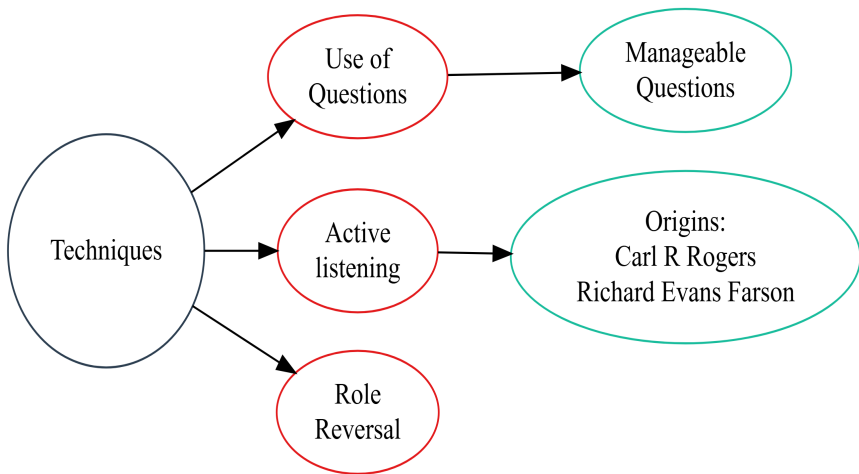 Use of
Questions
Manageable
Questions
Techniques
Active
listening
Origins:
Carl R Rogers
Richard Evans Farson
Role
Reversal